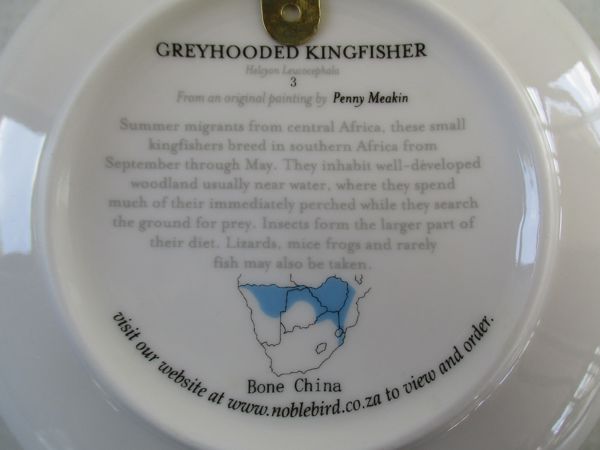 GREYHOODED KINGFISHER
Halcyon Leucocephala
3
From an original painting by Penny Meakin
Summer migrants from central Africa, these small
kingfishers breed in southern Africa from
September through May. They inhabit well-developed
woodland usually near water, where they spend
much of their immediately perched while they search
the ground for prey. Insects form the larger part of
their diet. Lizards, mice frogs and rarely
fish may also be taken.
Bone China
visit our website at www.noblebird.co.za to view and order.